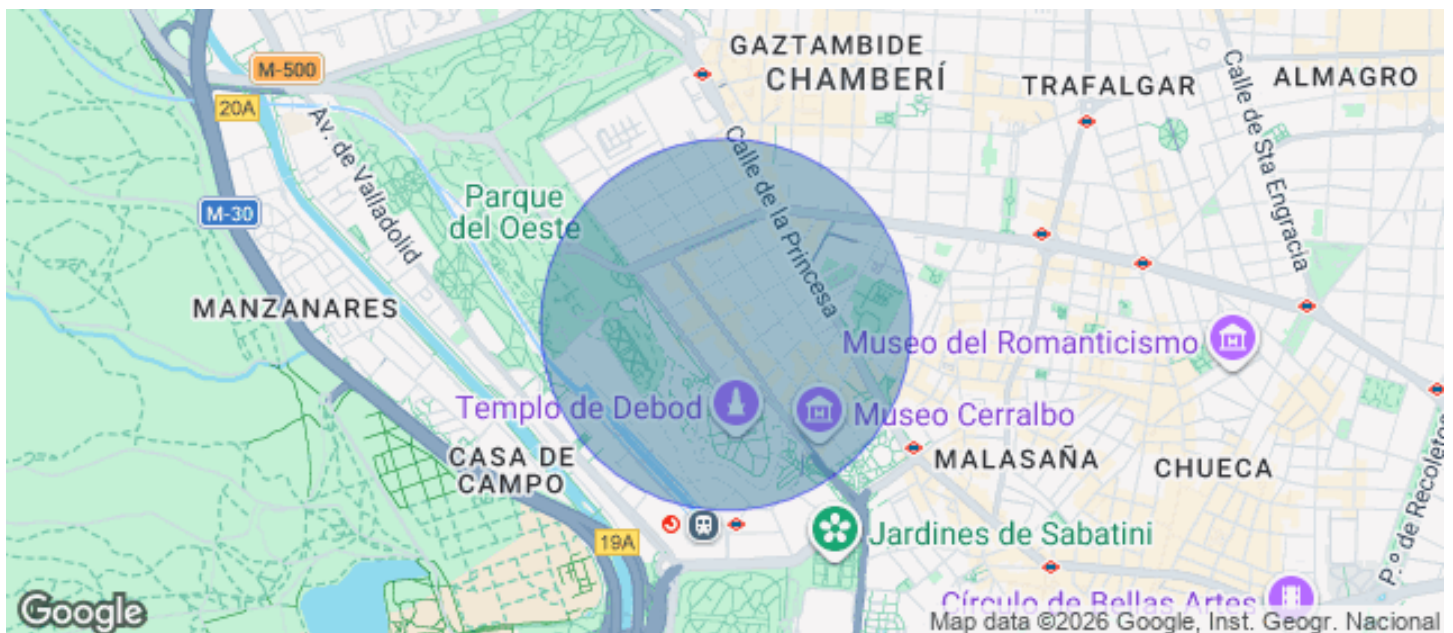 GAZTAMBIDE
CHAMBERÍ
TRAFALGAR
ALMAGRO
M-500
20A
Av. de Valladolid
Calle de la Princesa
Calle de Sta Engracia
Parque
del Oeste
M-30
MANZANARES
Museo del Romanticismo
Templo de Debod
Museo Cerralbo
CASA DE
CAMPO
MALASAÑA
CHUECA
19A
Jardines de Sabatini
P.º de Recoletos
Círculo de Bellas Artes
Google
Map data ©2026 Google, Inst. Geogr. Nacional